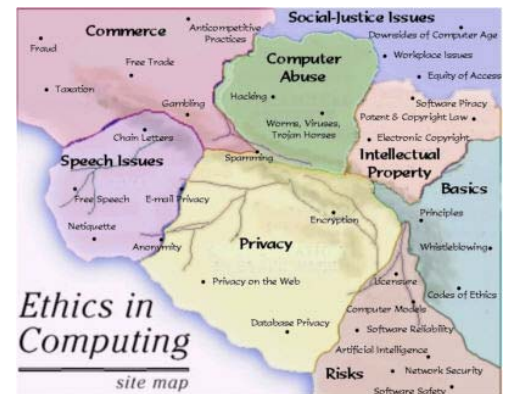 Commerce
Anticompetitive
Practices
Fraud
Free Trade
Taxation
Gambling
Social-Justice Issues
Downsides of Computer Age
Workplace Issues
Equity of Access
Computer
Abuse
Hacking
Worms, Viruses,
Trojan Horses
Software Piracy
Patent & Copyright Law
Electronic Copyright
Intellectual
Property
Chain Letters
Speech Issues
Spamming
Free Speech
E-mail Privacy
Netiquette
Anonymity
Basics
Principles
Whistleblowing
Codes of Ethics
Encryption
Privacy
Privacy on the Web
Database Privacy
Licensure
Computer Models
Software Reliability
Artificial Intelligence
Risks
Network Security
Software Safety
Ethics in
Computing
site map